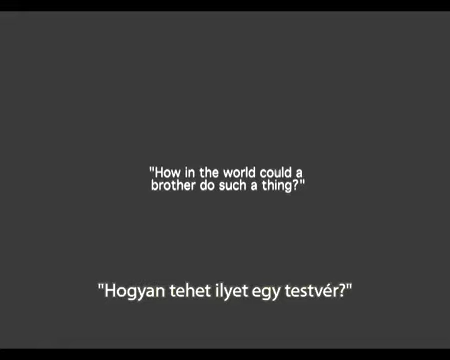 "How in the world could a
brother do such a thing?"
"Hogyan tehet ilyet egy testvér?"